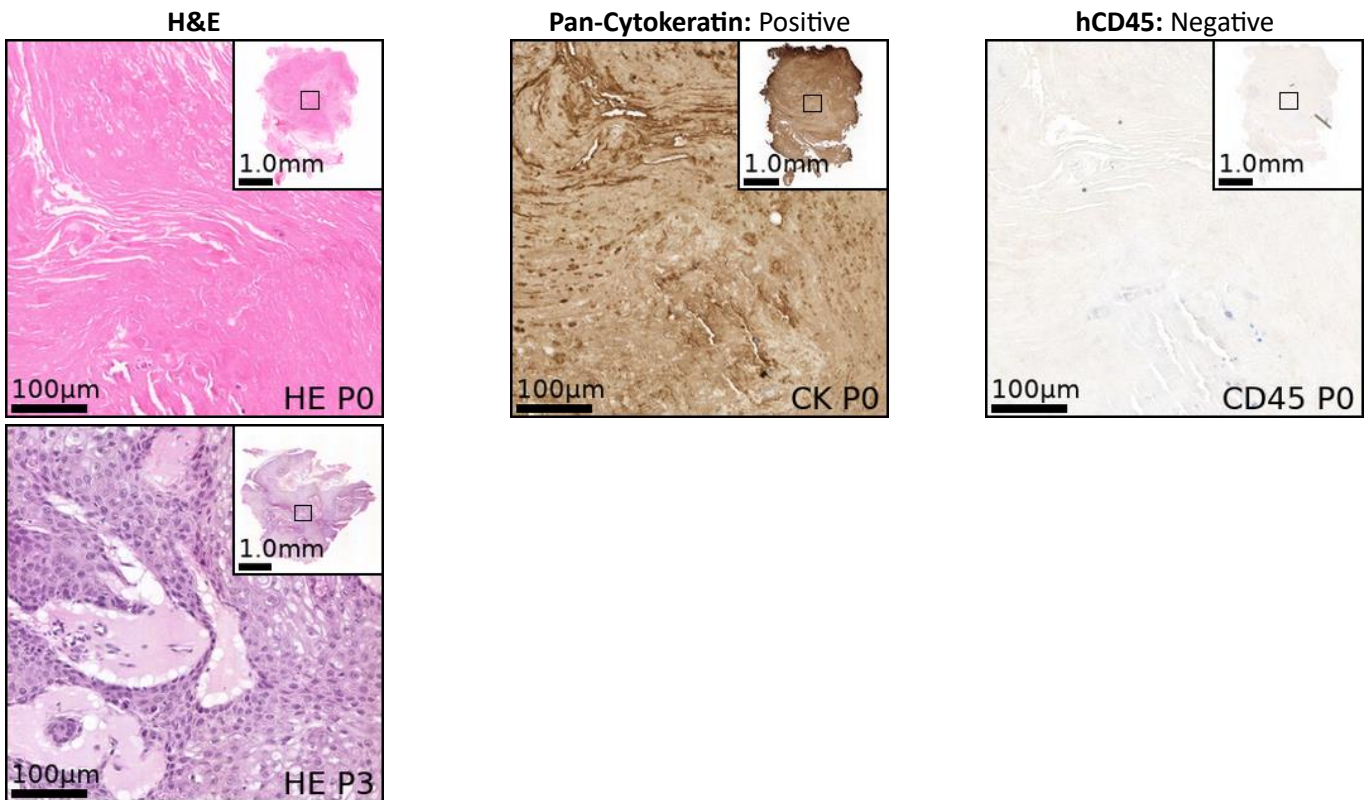 H&E
Pan-Cytokeratin: Positive
hCD45: Negative
1.0mm
100µm
HE P0
1.0mm
100µm
CK P0
1.0mm
100µm
CD45 P0
1.0mm
100µm
HE P3